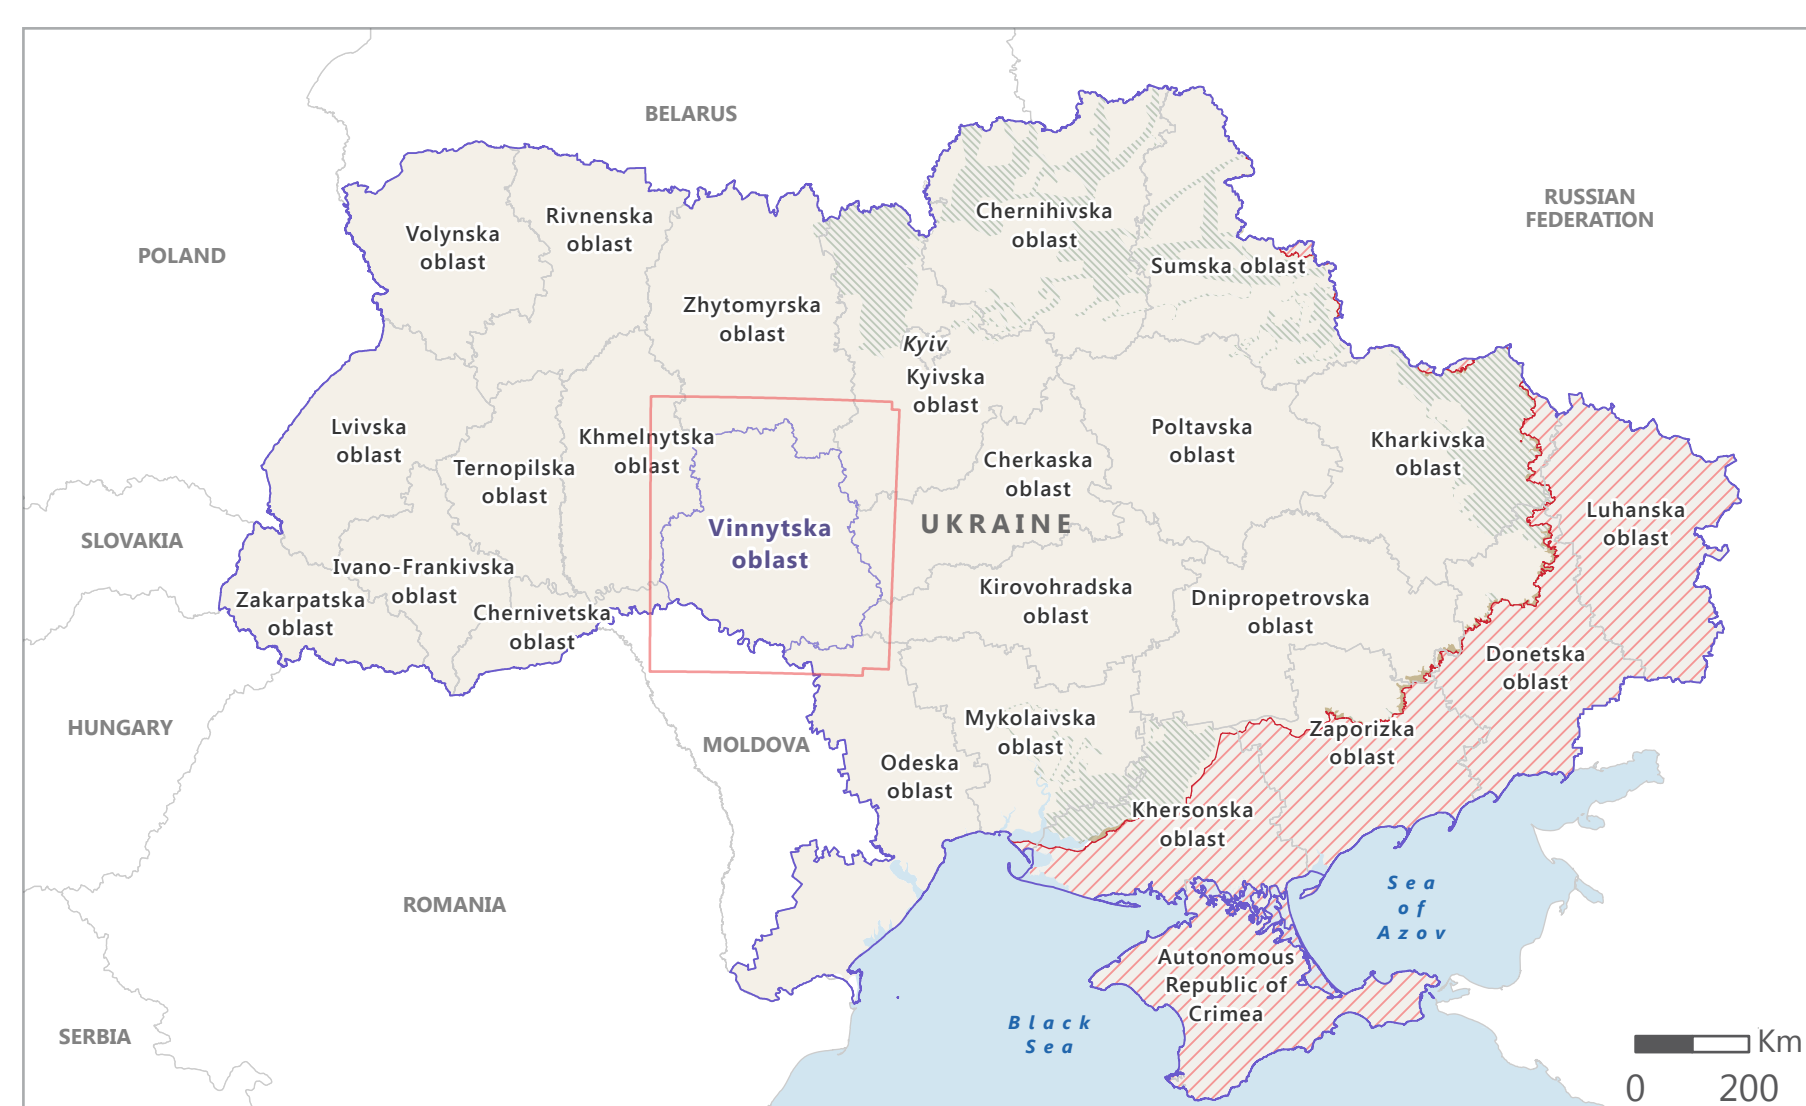 BELARUS
RUSSIAN
FEDERATION
POLAND
Volynska
oblast
Rivnenska
oblast
Chernihivska
oblast
Sumska oblast
Zhytomyrska
oblast
Kyiv
Kyivska
oblast
Lvivska
oblast
Ternopilska
oblast
Khmelnytska
oblast
Cherkaska
oblast
Poltavska
oblast
Kharkivska
oblast
Luhanska
oblast
SLOVAKIA
Vinnytska
oblast
UKRAINE
Zakarpatska
oblast
Ivano-Frankivska
oblast
Chernivetska
oblast
Kirovohradska
oblast
Dnipropetrovska
oblast
Donetska
oblast
HUNGARY
MOLDOVA
Odeska
oblast
Mykolaivska
oblast
Zaporizka
oblast
Khersonska
oblast
ROMANIA
Sea
of
Azov
Autonomous
Republic of
Crimea
Black
Sea
SERBIA
Km
0 200